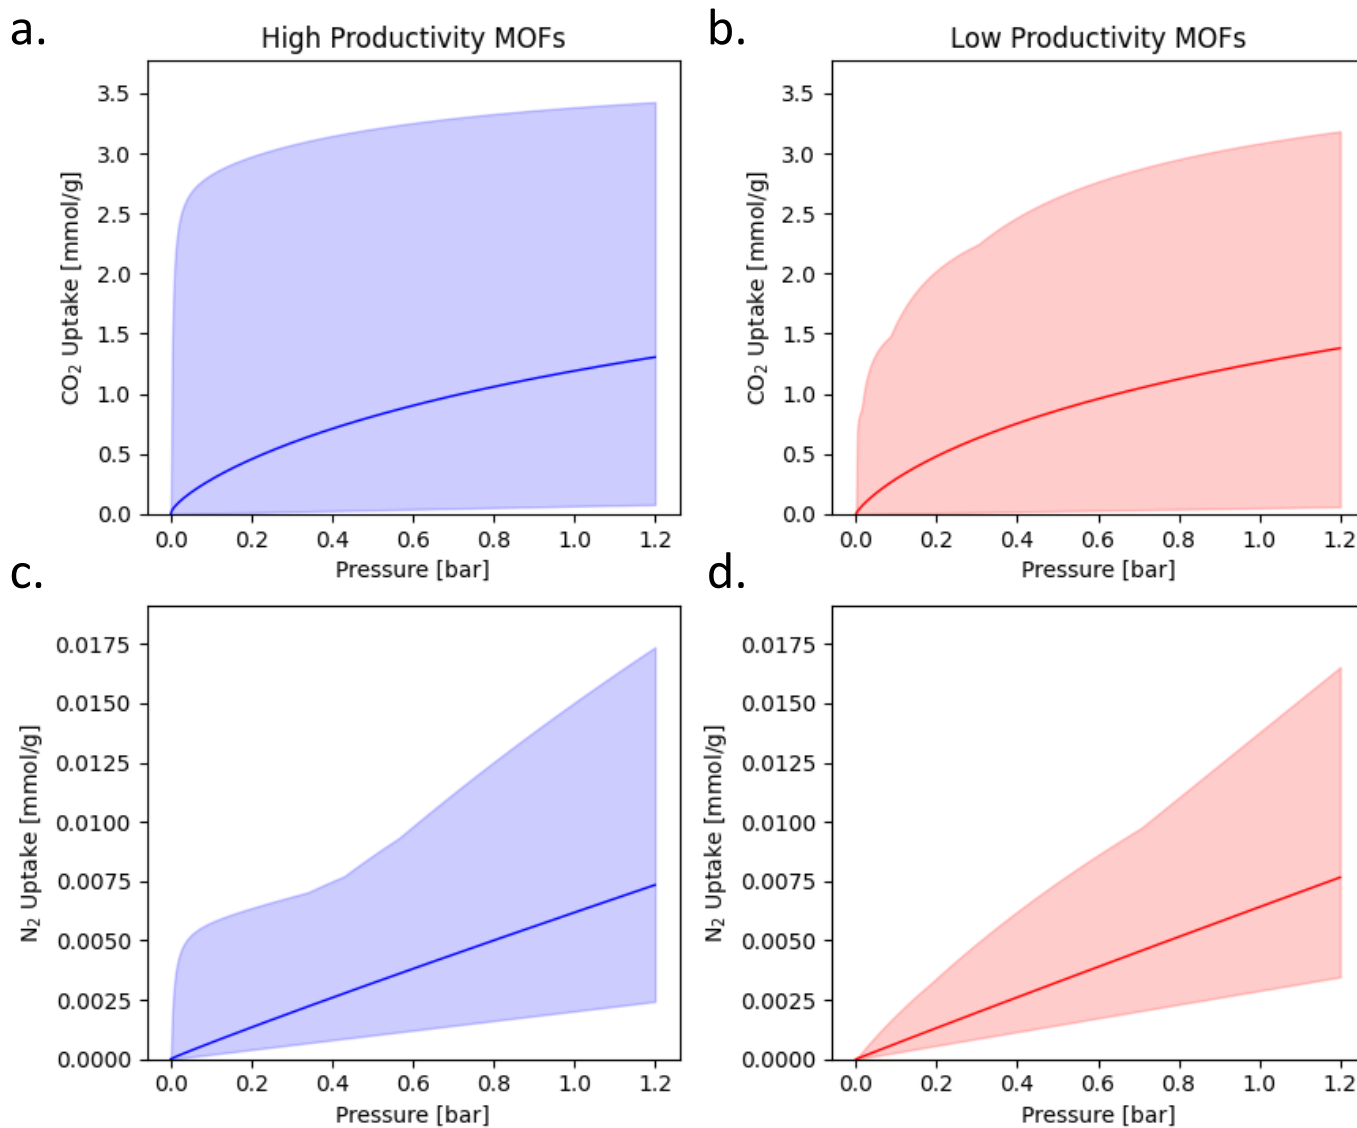 a.
High Productivity MOFs
3.5
3.0
2.5
2.0
1.5
1.0
0.5
0.0
CO₂ Uptake [mmol/g]
0.0 0.2 0.4 0.6 0.8 1.0 1.2
Pressure [bar]
b.
Low Productivity MOFs
3.5
3.0
2.5
2.0
1.5
1.0
0.5
0.0
CO₂ Uptake [mmol/g]
0.0 0.2 0.4 0.6 0.8 1.0 1.2
Pressure [bar]
c.
0.0175
0.0150
0.0125
0.0100
0.0075
0.0050
0.0025
0.0000
N₂ Uptake [mmol/g]
0.0 0.2 0.4 0.6 0.8 1.0 1.2
Pressure [bar]
d.
0.0175
0.0150
0.0125
0.0100
0.0075
0.0050
0.0025
0.0000
N₂ Uptake [mmol/g]
0.0 0.2 0.4 0.6 0.8 1.0 1.2
Pressure [bar]